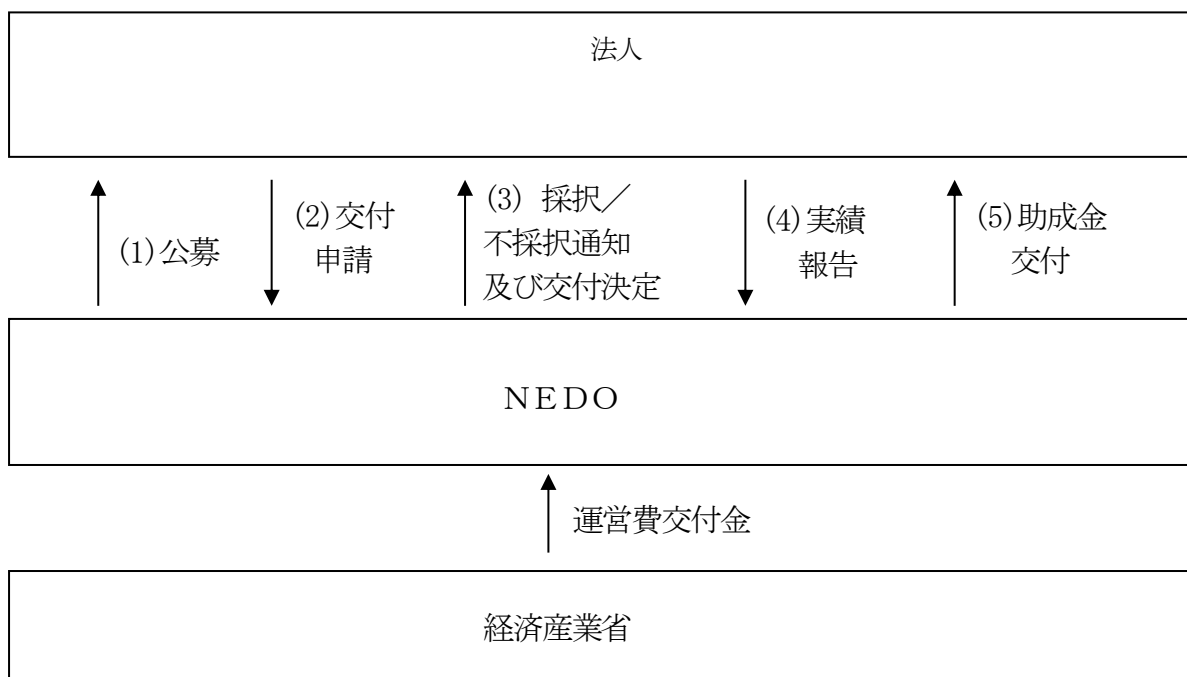 法人
(1)公募
(2)交付
申請
(3) 採択／
不採択通知
及び交付決定
(4)実績
報告
(5)助成金
交付
ＮＥＤＯ
運営費交付金
経済産業省